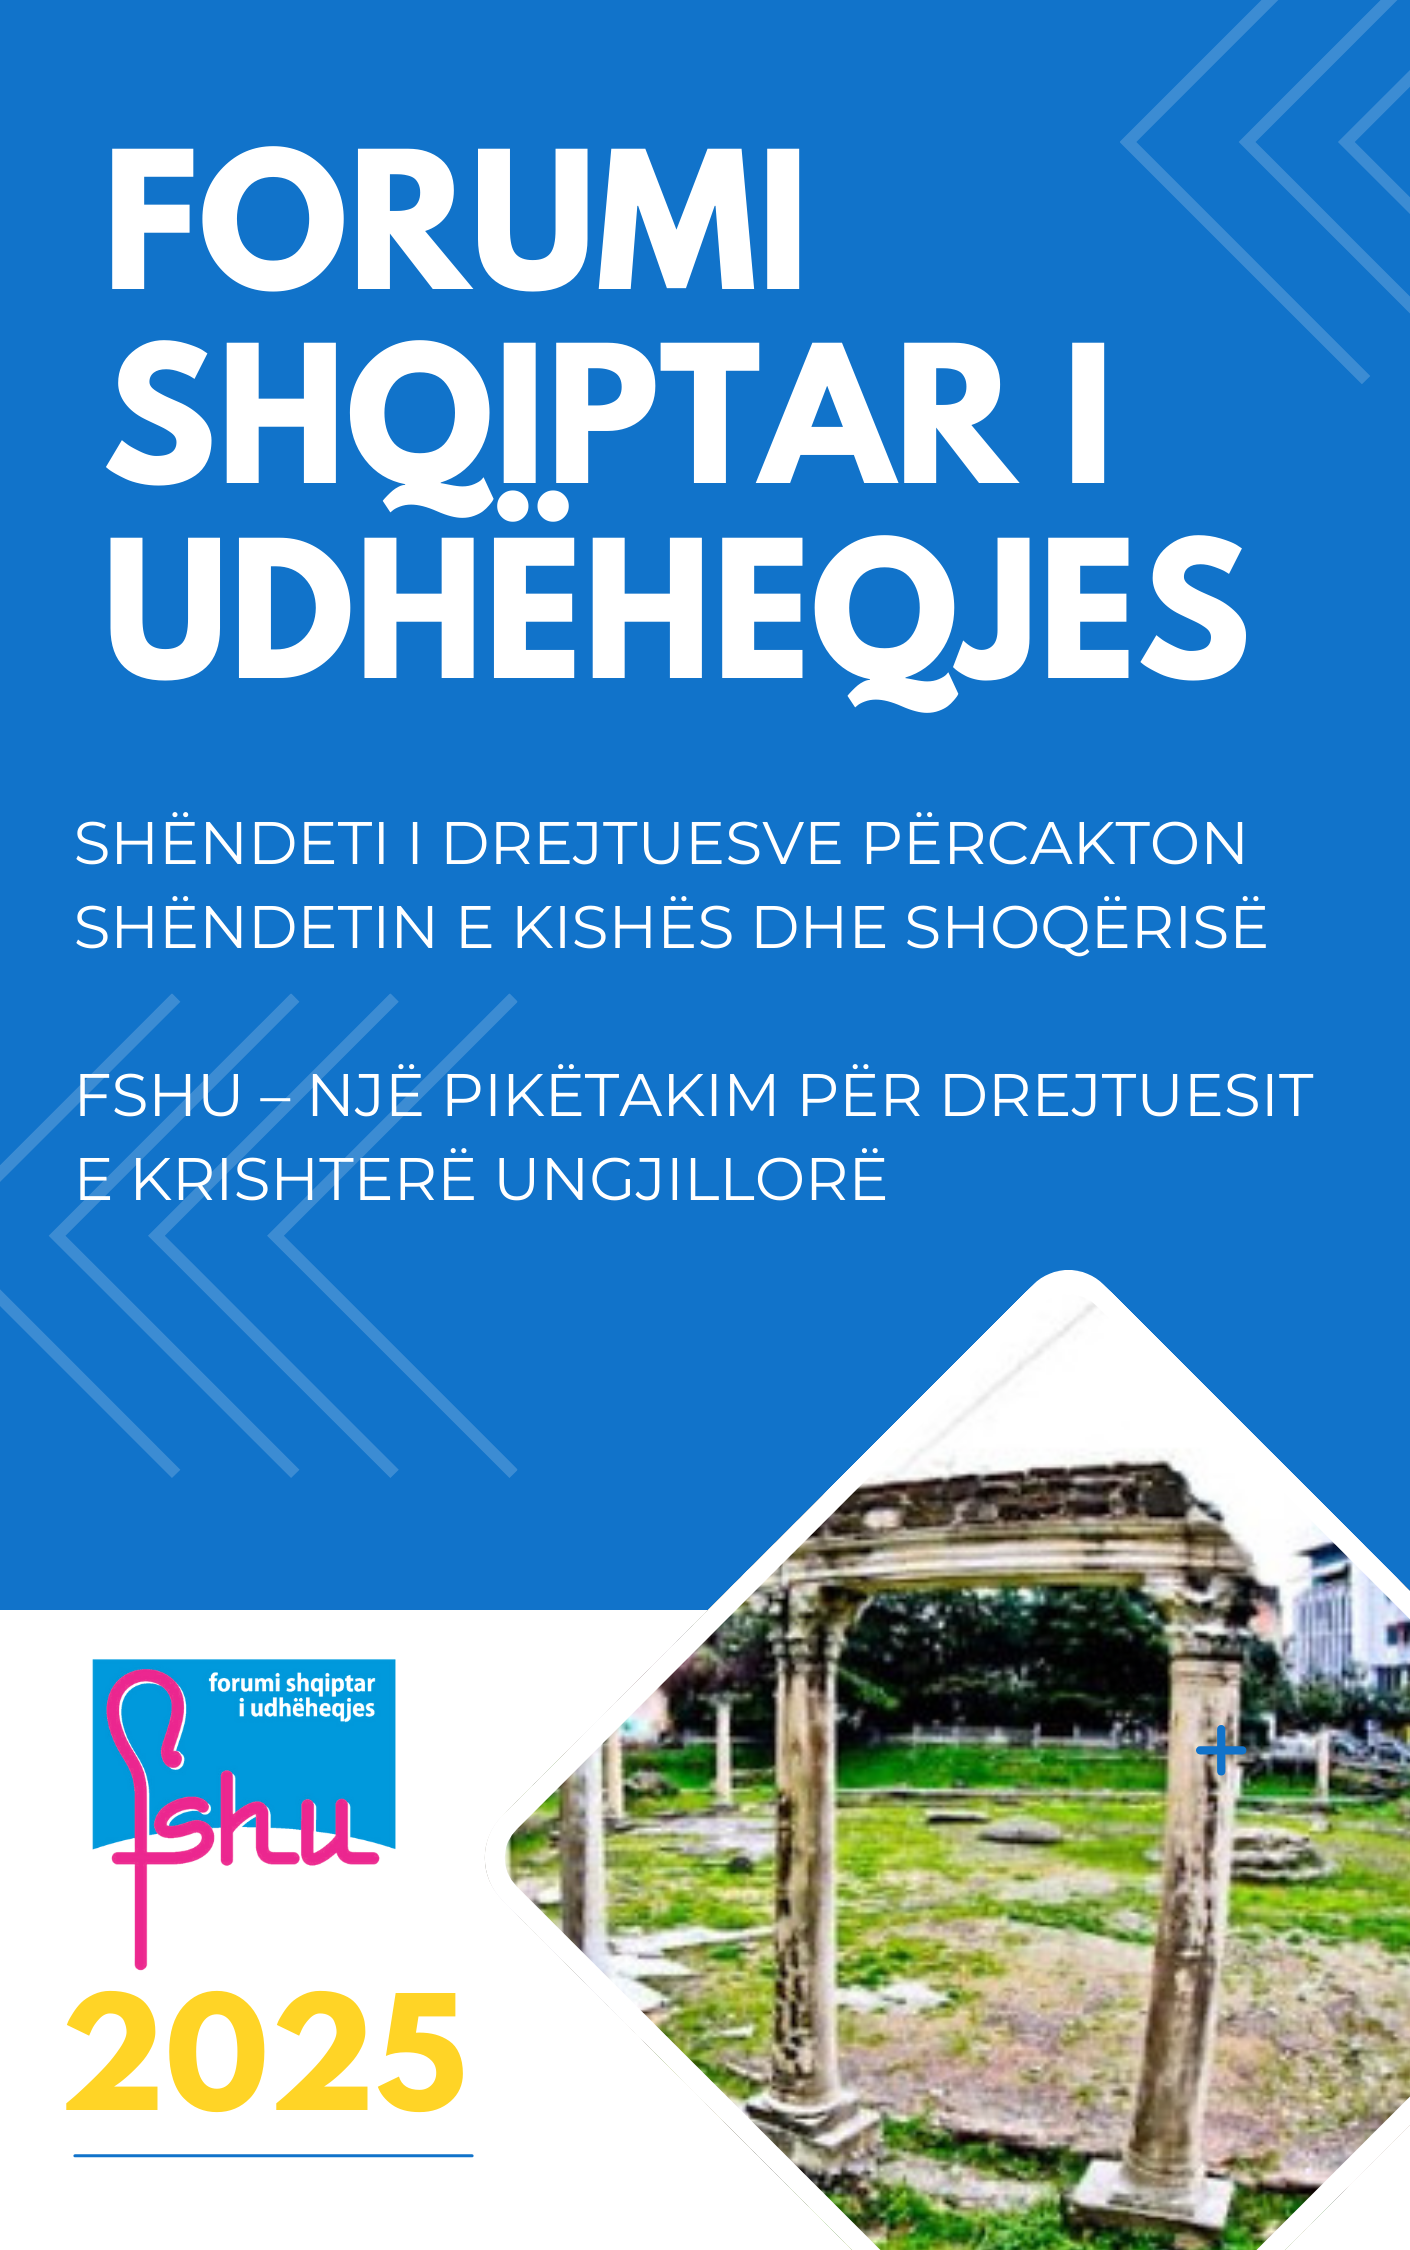 FORUMI
SHQIPTAR I
UDHËHEQJES
SHËNDETI I DREJTUESVE PËRCAKTON
SHËNDETIN E KISHËS DHE SHOQËRISË
FSHU – NJË PIKËTAKIM PËR DREJTUESIT
E KRISHTERË UNGJILLORË
forumi shqiptar
i udhëheqjes
fshu
2025